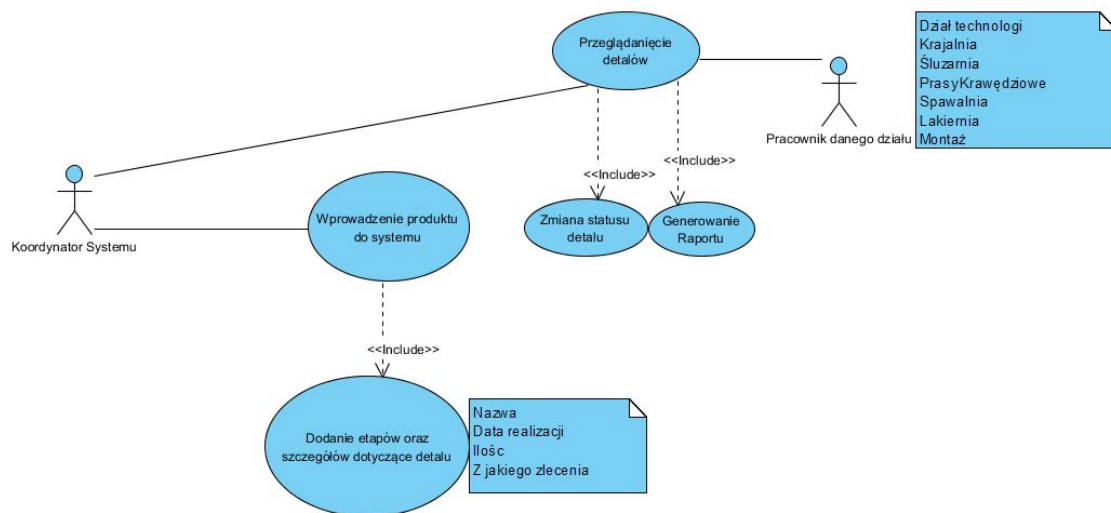 Przeglądanięcie
detalów
Dział technologi
Krajalnia
Śluzarnia
PrasyKrawędziowe
Spawalnia
Lakiernia
Montaż
Pracownik danego działu
<<Include>>
<<Include>>
Wprowadzenie produktu
do systemu
Zmiana statusu
detalu
Generowanie
Raportu
Koordynator Systemu
<<Include>>
Dodanie etapów oraz
szczegółów dotyczące detalu
Nazwa
Data realizacji
Ilośc
Z jakiego zlecenia